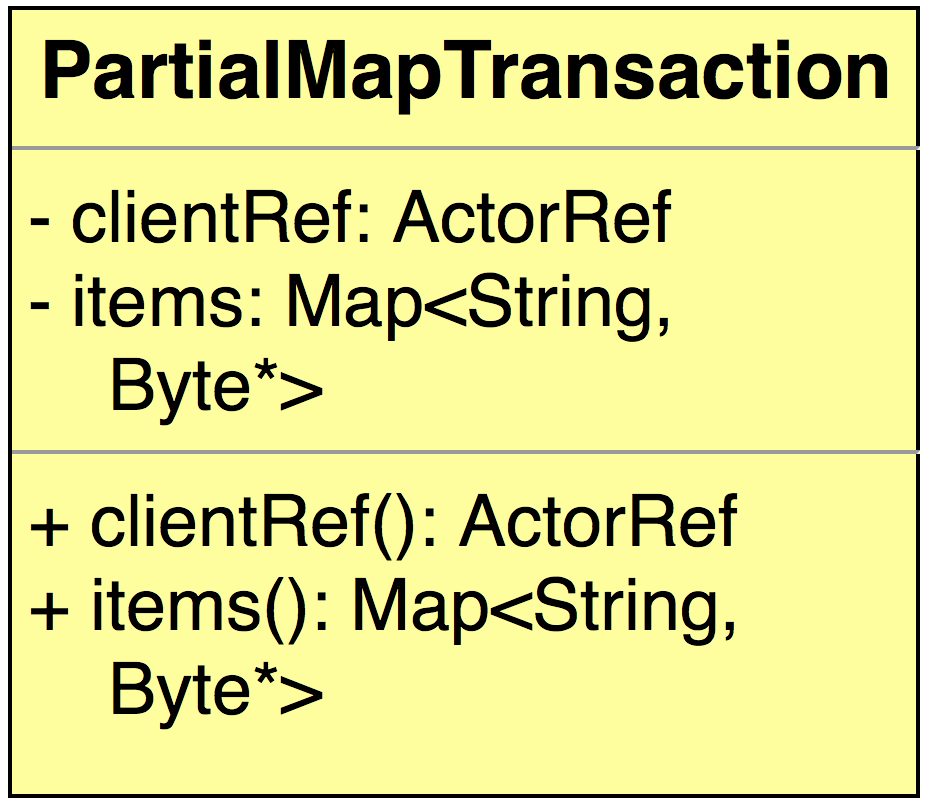 PartialMapTransaction
- clientRef: ActorRef
- items: Map<String,
Byte*>
+ clientRef(): ActorRef
+ items(): Map<String,
Byte*>